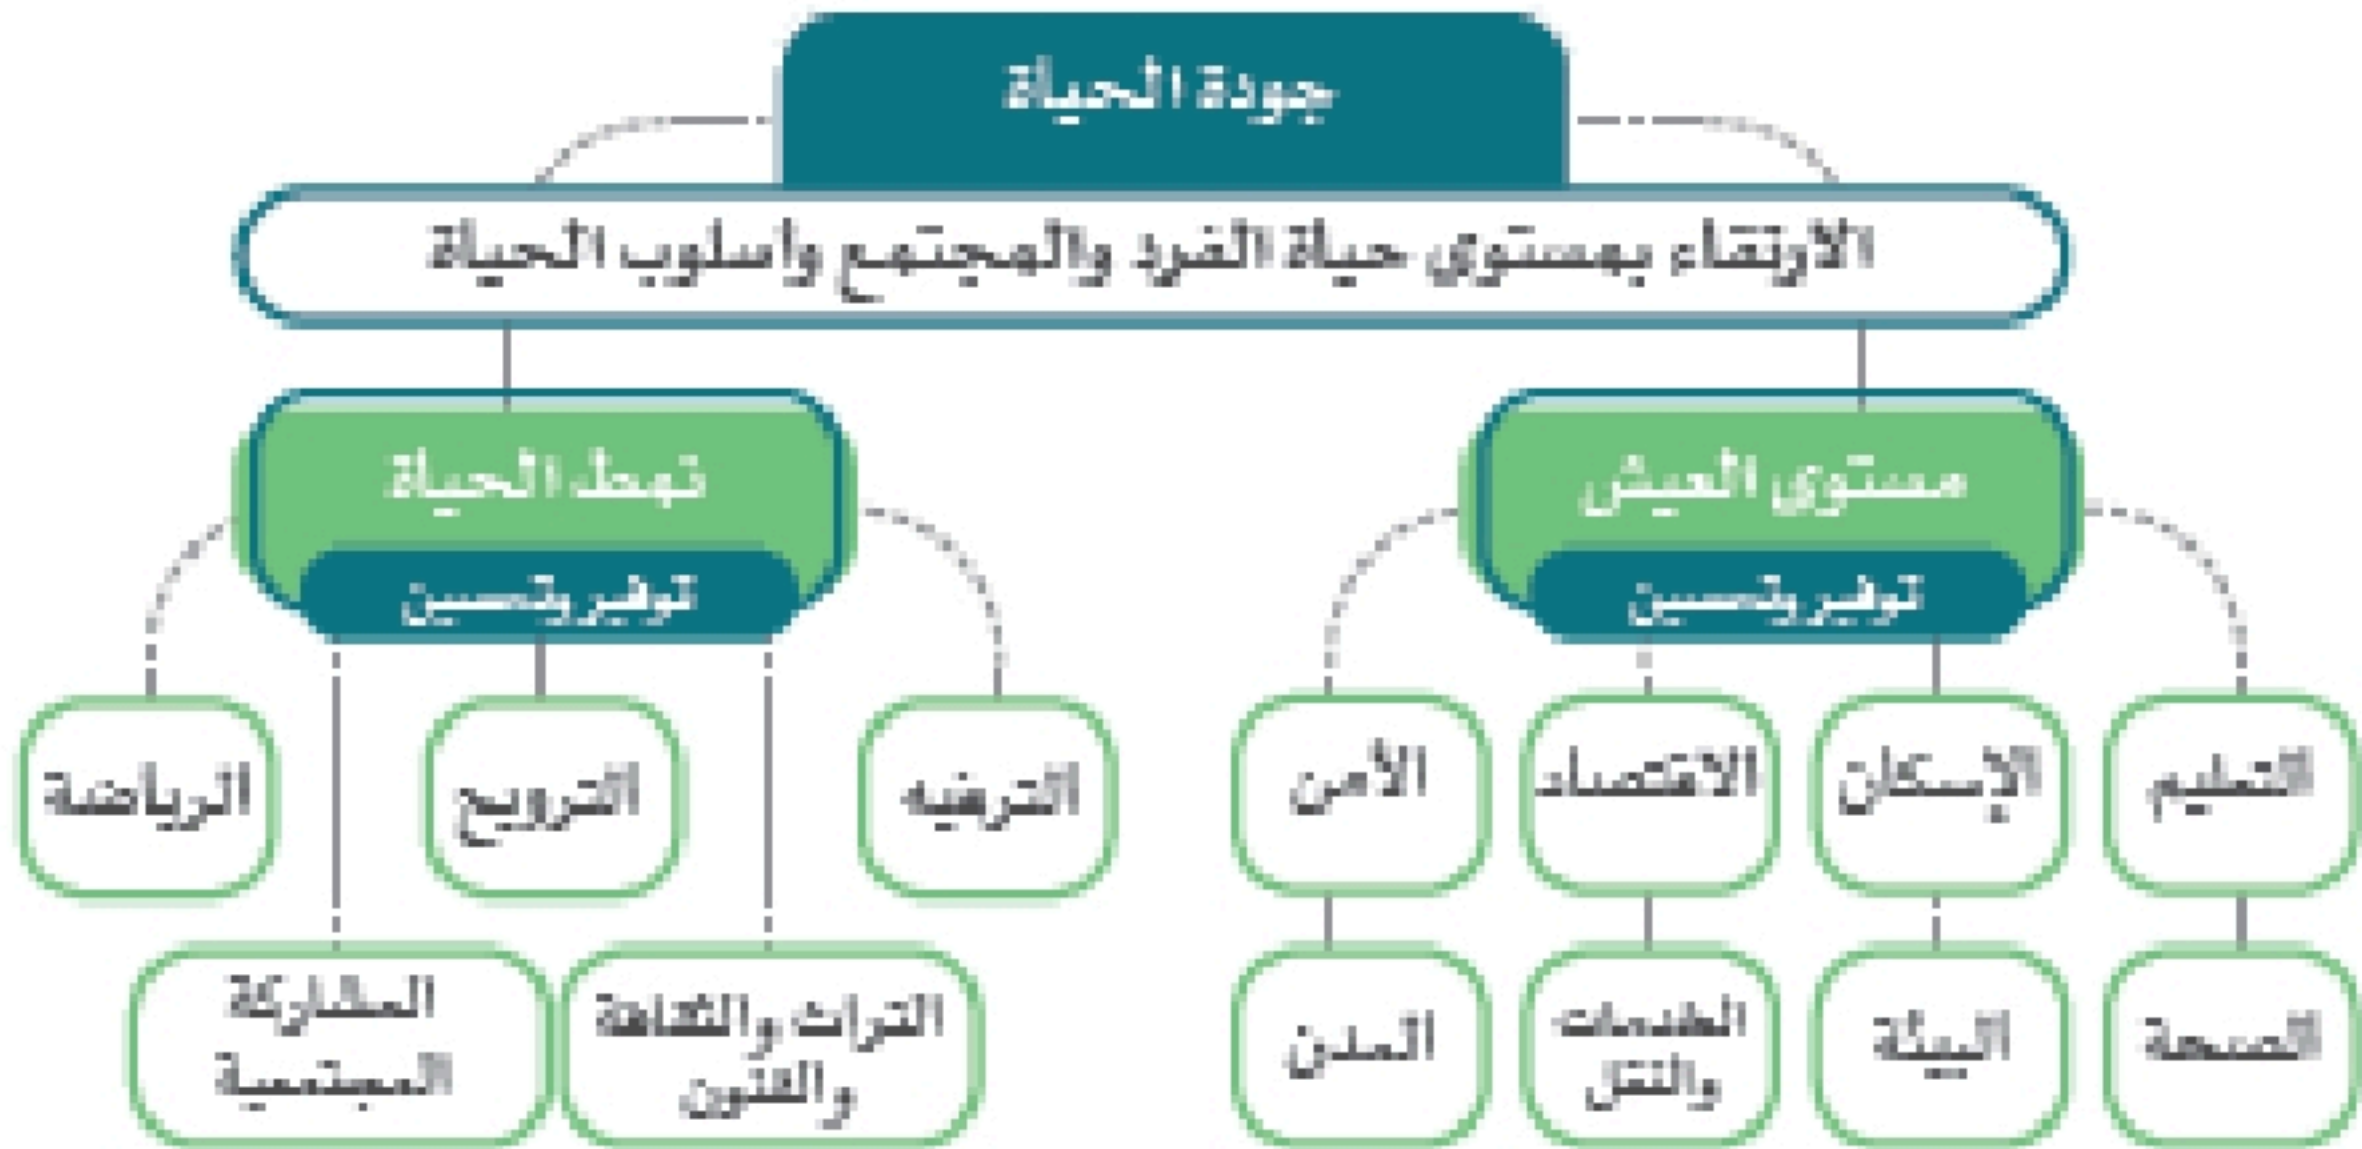 جودة الحياة
الارتقاء بمستوى حياة الفرد والمجتمع وأسلوب الحياة
مستوى العيش
توفير وتحسين
التعليم
الإسكان
الاقتصاد
الأمن
الصحة
البيئة
الخدمات
والنقل
المدن
نمط الحياة
توفير وتحسين
الترفيه
الترويح
الرياضة
التراث والثقافة
والفنون
المشاركة
المجتمعية